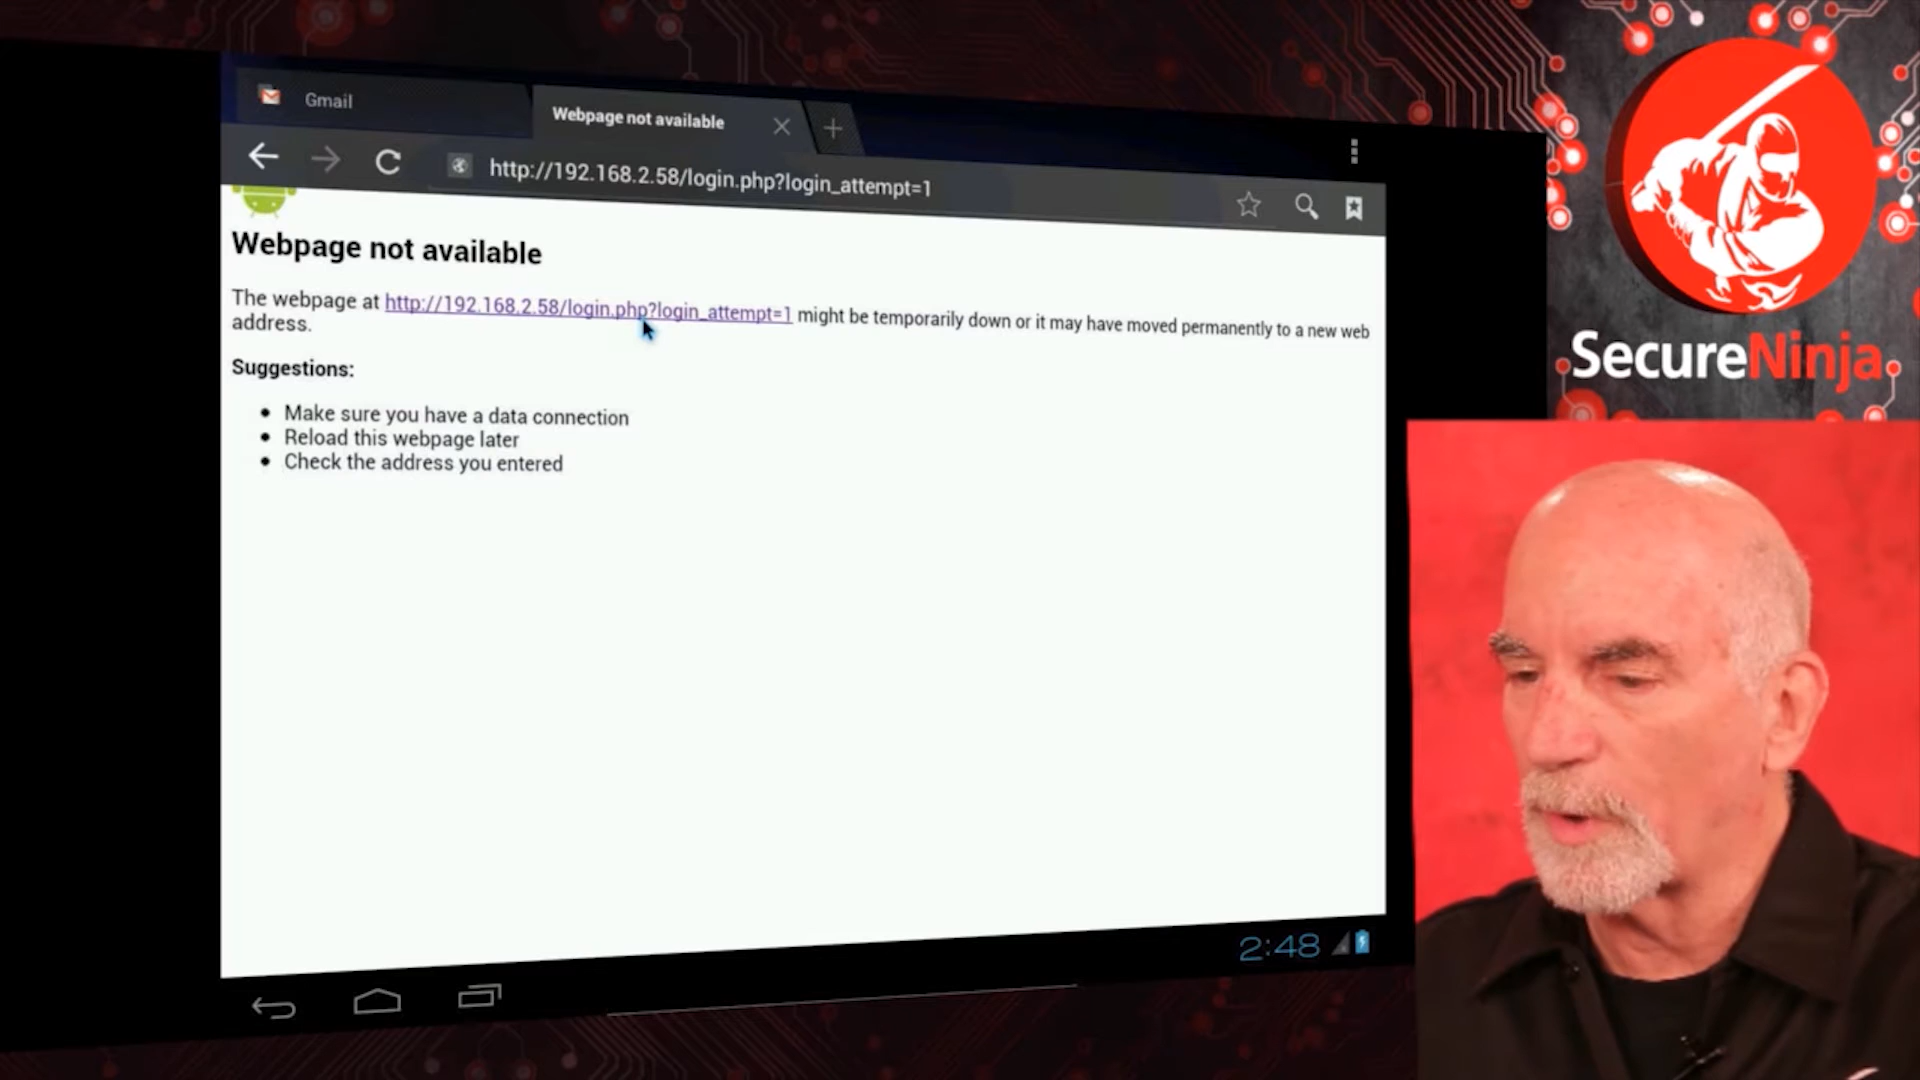 Gmail
Webpage not available
http://192.168.2.58/login.php?login_attempt=1
Webpage not available
The webpage at http://192.168.2.58/login.php?login_attempt=1 might be temporarily down or it may have moved permanently to a new web
address.
Suggestions:
Make sure you have a data connection
Reload this webpage later
Check the address you entered
2:48
SecureNinja